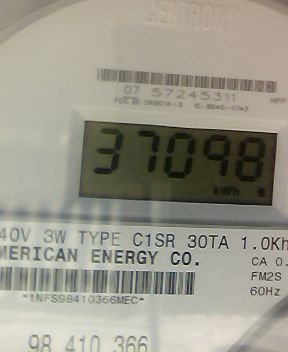 CENTRON®
07 57245311
37098
kWh
40V 3W TYPE C1SR 30TA 1.0Kh
MERICAN ENERGY CO.
CA 0.
FM2S
60Hz
*1NFS98410366MEC*
98 410 366